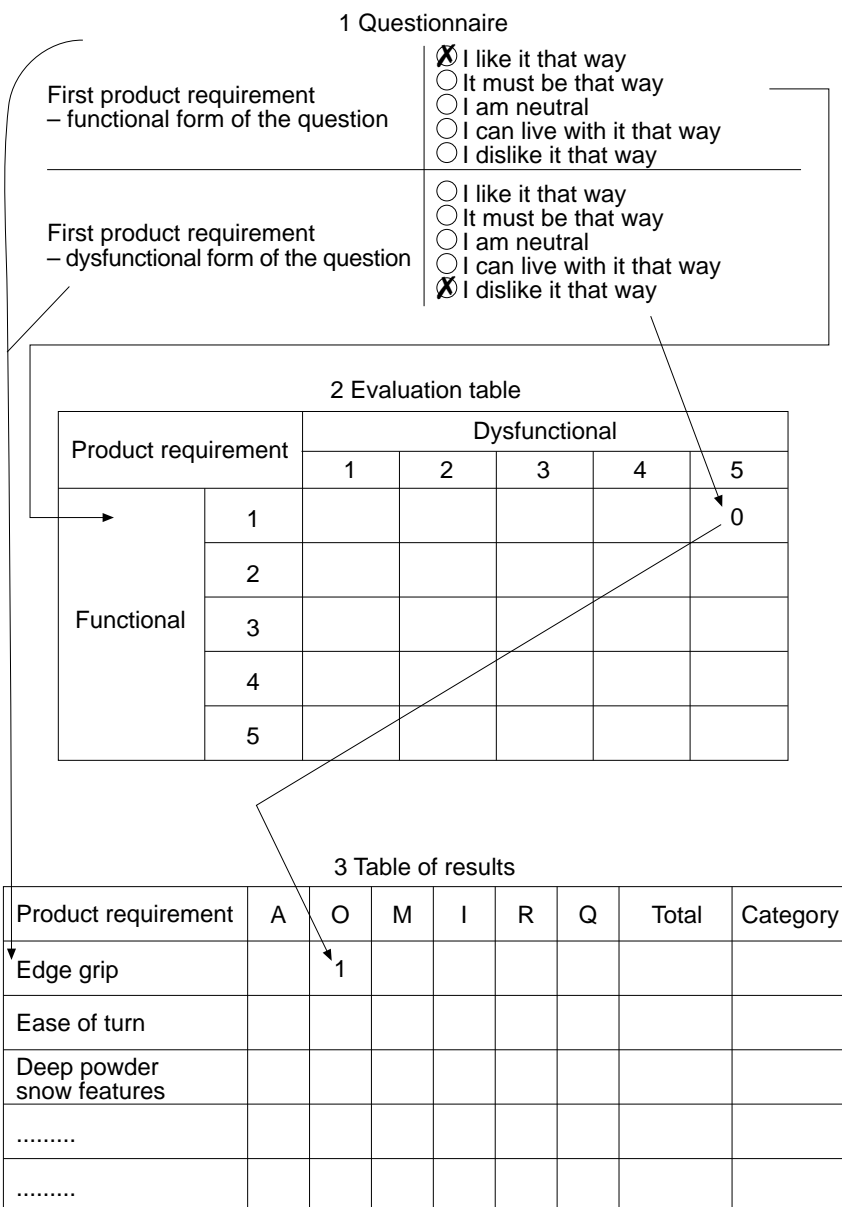 1 Questionnaire
First product requirement
– functional form of the question
I like it that way
It must be that way
I am neutral
I can live with it that way
I dislike it that way
First product requirement
– dysfunctional form of the question
I like it that way
It must be that way
I am neutral
I can live with it that way
I dislike it that way
2 Evaluation table
Product requirement
Dysfunctional
1 2 3 4 5
Functional
1 0
2
3
4
5
3 Table of results
Product requirement A O M I R Q Total Category
Edge grip 1
Ease of turn
Deep powder
snow features
.........
.........